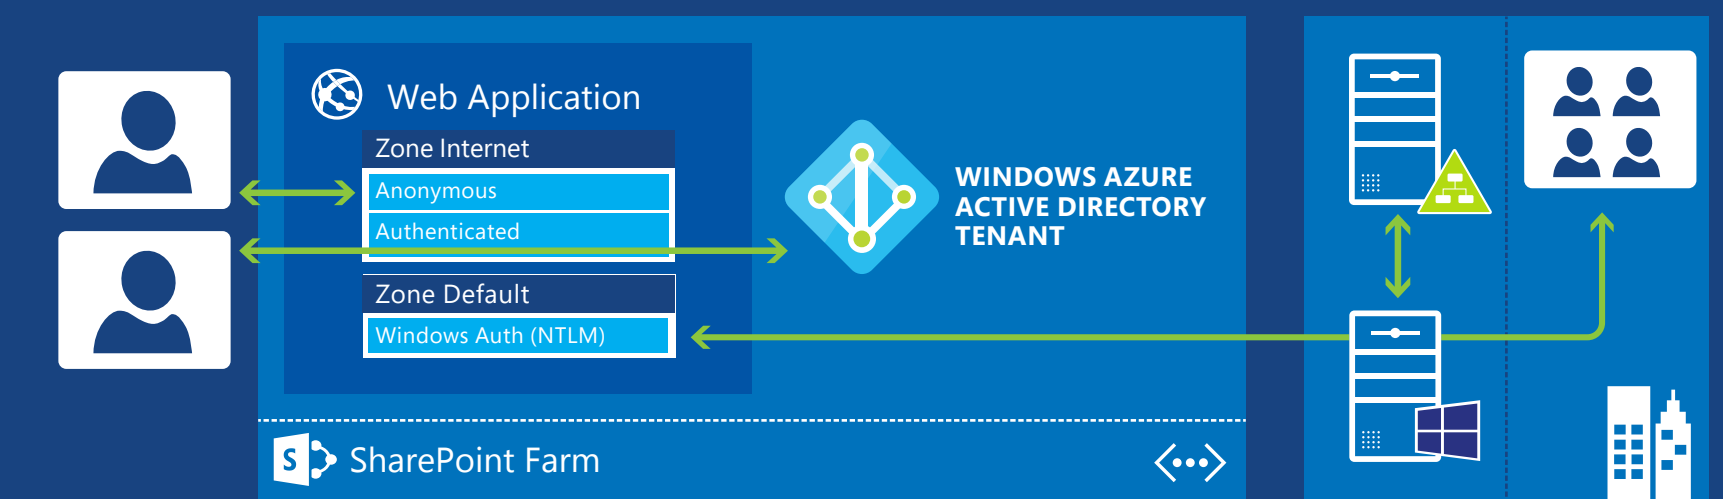 Web Application
Zone Internet
Anonymous
Authenticated
Zone Default
Windows Auth (NTLM)
WINDOWS AZURE
ACTIVE DIRECTORY
TENANT
S
SharePoint Farm